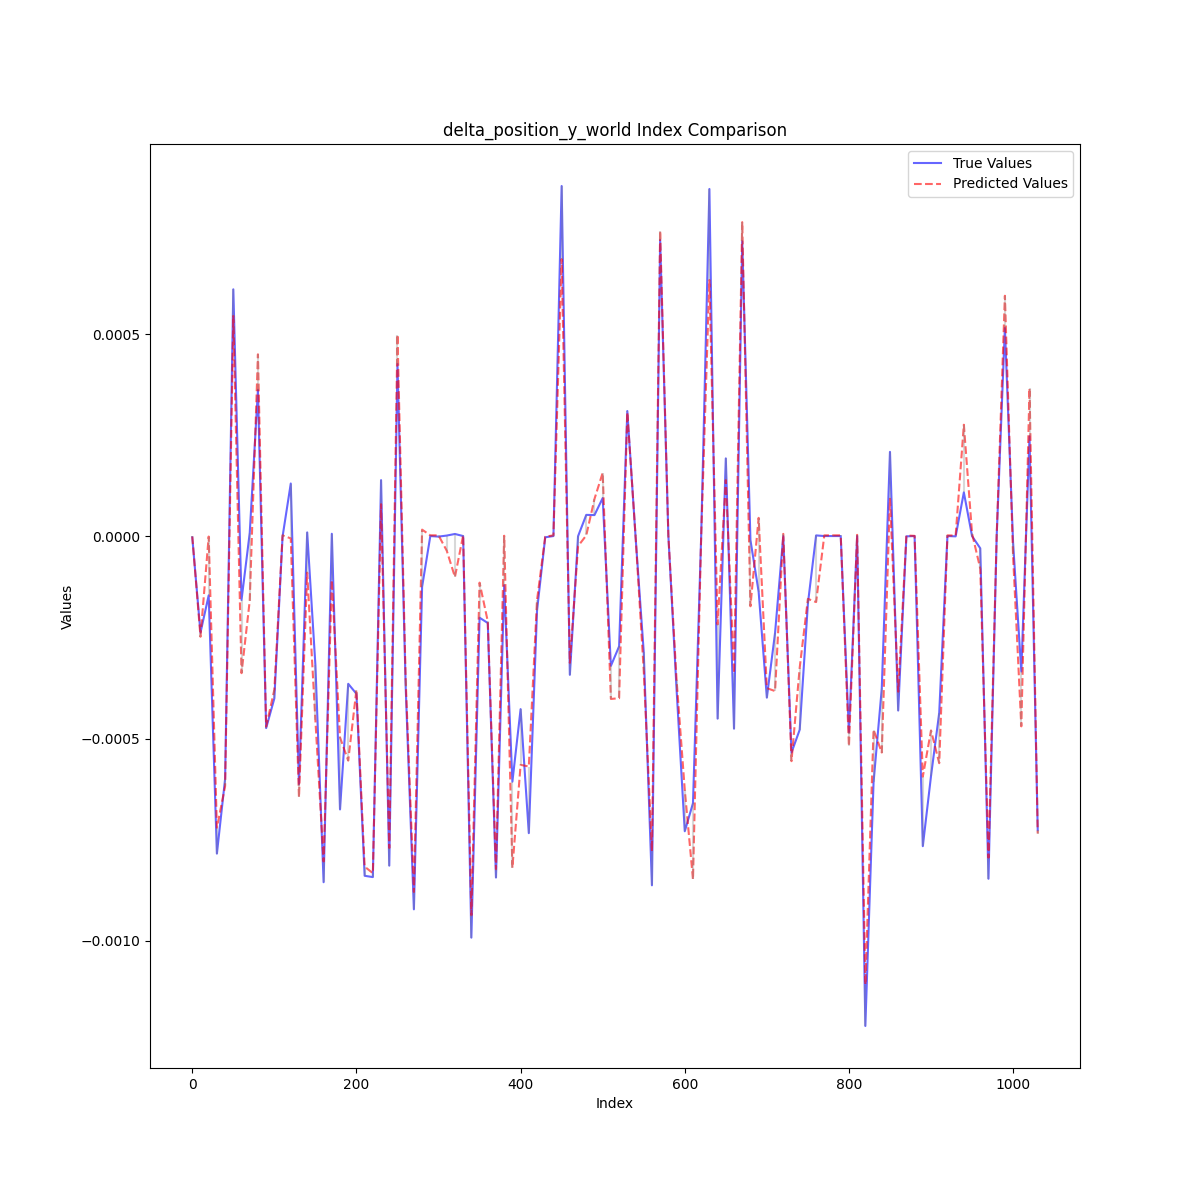 delta_position_y_world Index Comparison
True Values
Predicted Values
0.0005
0.0000
−0.0005
−0.0010
Values
0 200 400 600 800 1000
Index